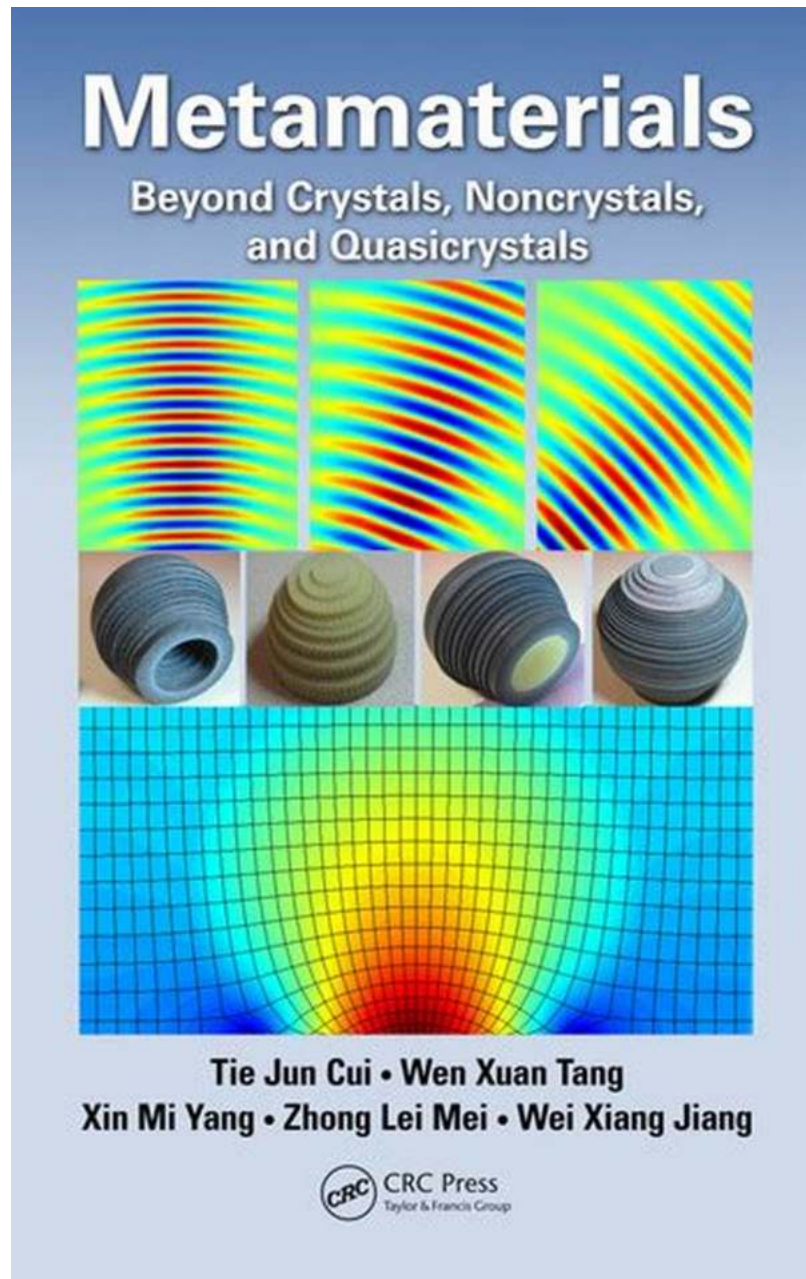 Metamaterials
Beyond Crystals, Noncrystals,
and Quasicrystals
Tie Jun Cui • Wen Xuan Tang
Xin Mi Yang • Zhong Lei Mei • Wei Xiang Jiang
CRC
CRC Press
Taylor & Francis Group